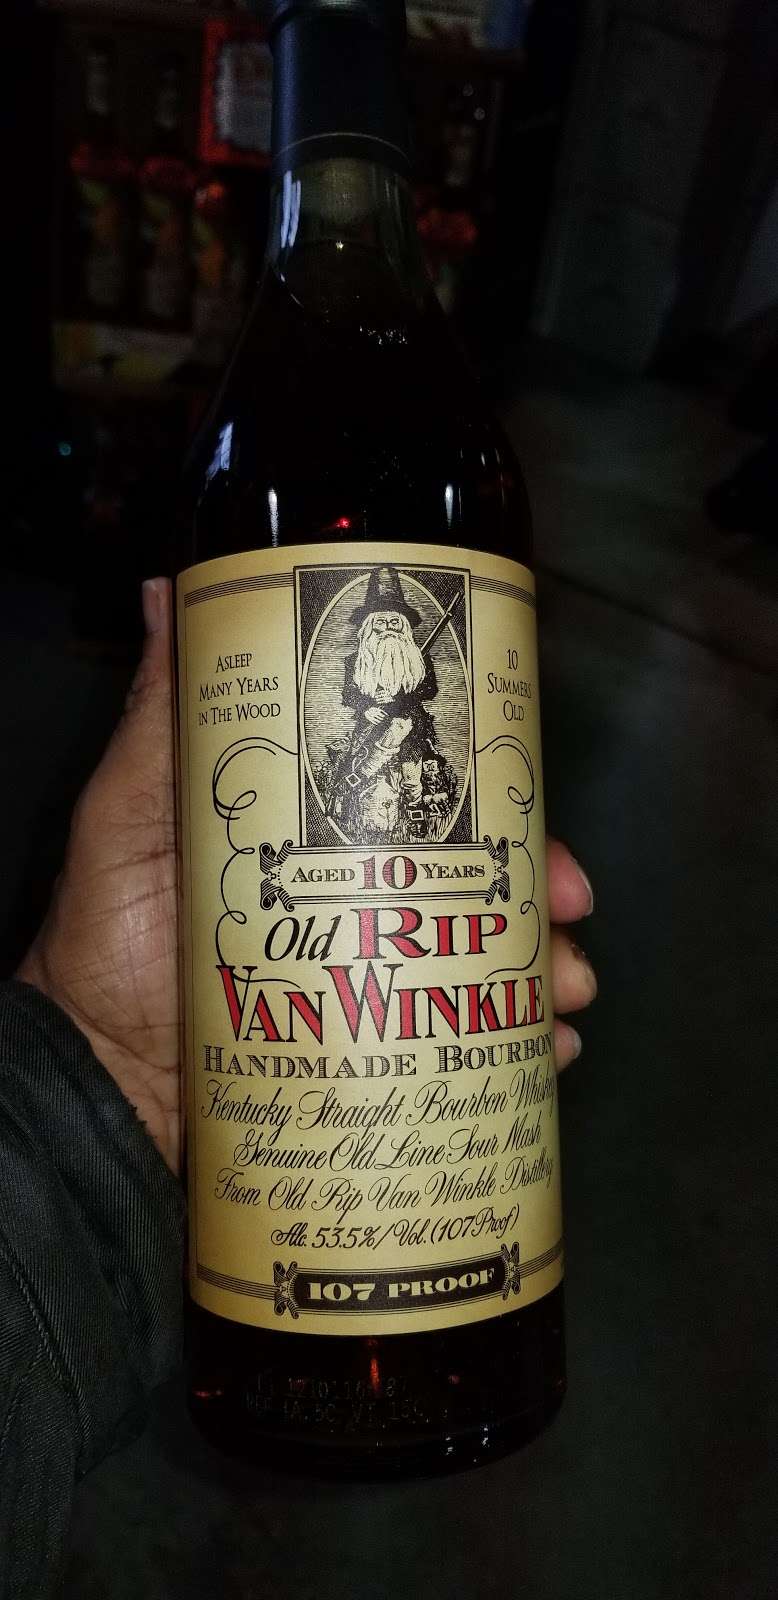 Asleep
Many Years
in The Wood
10
Summers
Old
Aged 10 Years
Old Rip
Van Winkle
Handmade Bourbon
Kentucky Straight Bourbon Whiskey
Genuine Old Line Sour Mash
From Old Rip Van Winkle Distillery
Alc. 53.5% / Vol. (107 Proof)
107 PROOF